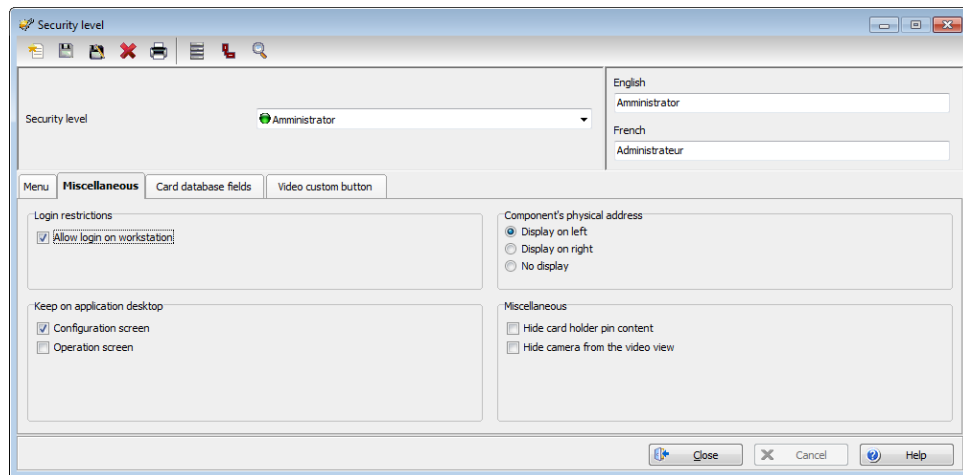 Security level
English
Amministrator
Security level
Amministrator
French
Administrateur
Menu
Miscellaneous
Card database fields
Video custom button
Login restrictions
Allow login on workstation
Component's physical address
Display on left
Display on right
No display
Keep on application desktop
Configuration screen
Operation screen
Miscellaneous
Hide card holder pin content
Hide camera from the video view
Close
Cancel
Help